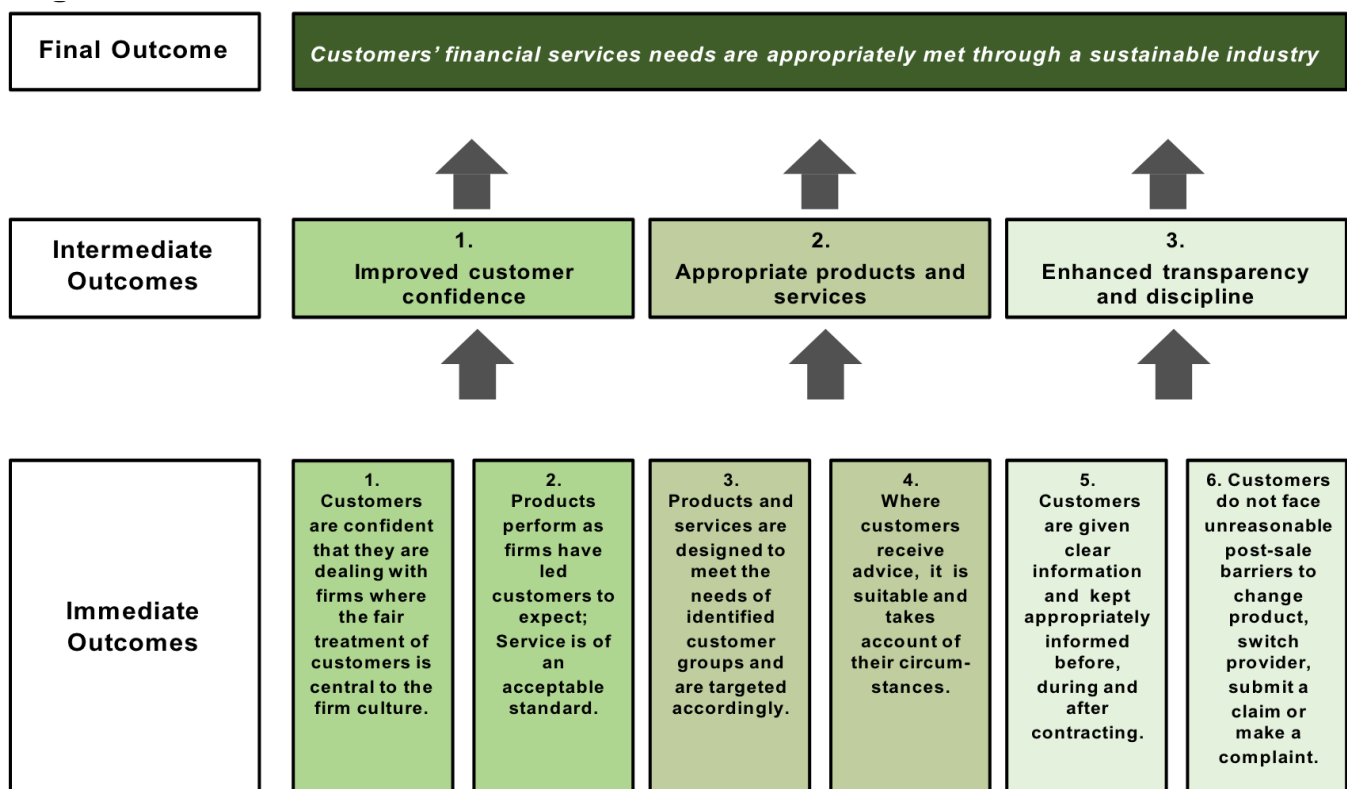 Final Outcome
Customers’ financial services needs are appropriately met through a sustainable industry
Intermediate
Outcomes
1.
Improved customer
confidence
2.
Appropriate products and
services
3.
Enhanced transparency
and discipline
Immediate
Outcomes
1.
Customers
are confident
that they are
dealing with
firms where
the fair
treatment of
customers is
central to the
firm culture.
2.
Products
perform as
firms have
led
customers to
expect;
Service is of
an
acceptable
standard.
3.
Products and
services are
designed to
meet the
needs of
identified
customer
groups and
are targeted
accordingly.
4.
Where
customers
receive
advice, it is
suitable and
takes
account of
their circum-
stances.
5.
Customers
are given
clear
information
and kept
appropriately
informed
before,
during and
after
contracting.
6. Customers
do not face
unreasonable
post-sale
barriers to
change
product,
switch
provider,
submit a
claim or
make a
complaint.